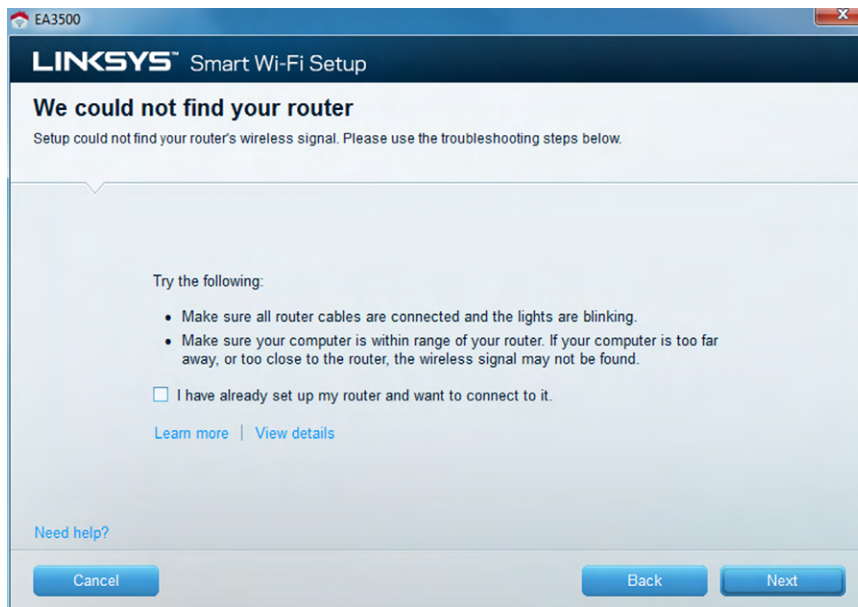 EA3500
LINKSYS™ Smart Wi-Fi Setup
We could not find your router
Setup could not find your router's wireless signal. Please use the troubleshooting steps below.
Try the following:
• Make sure all router cables are connected and the lights are blinking.
• Make sure your computer is within range of your router. If your computer is too far
away, or too close to the router, the wireless signal may not be found.
I have already set up my router and want to connect to it.
Learn more | View details
Need help?
Cancel Back Next